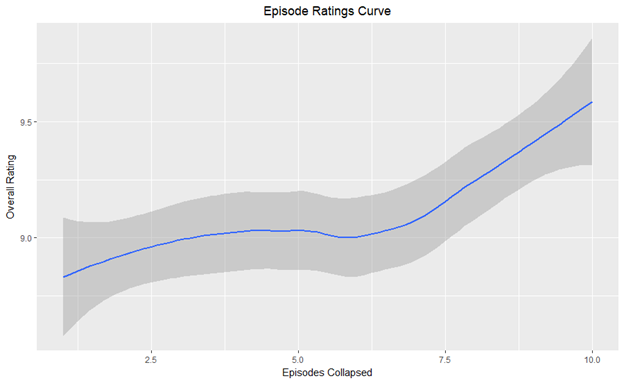 Episode Ratings Curve
9.5
9.0
Overall Rating
2.5 5.0 7.5 10.0
Episodes Collapsed